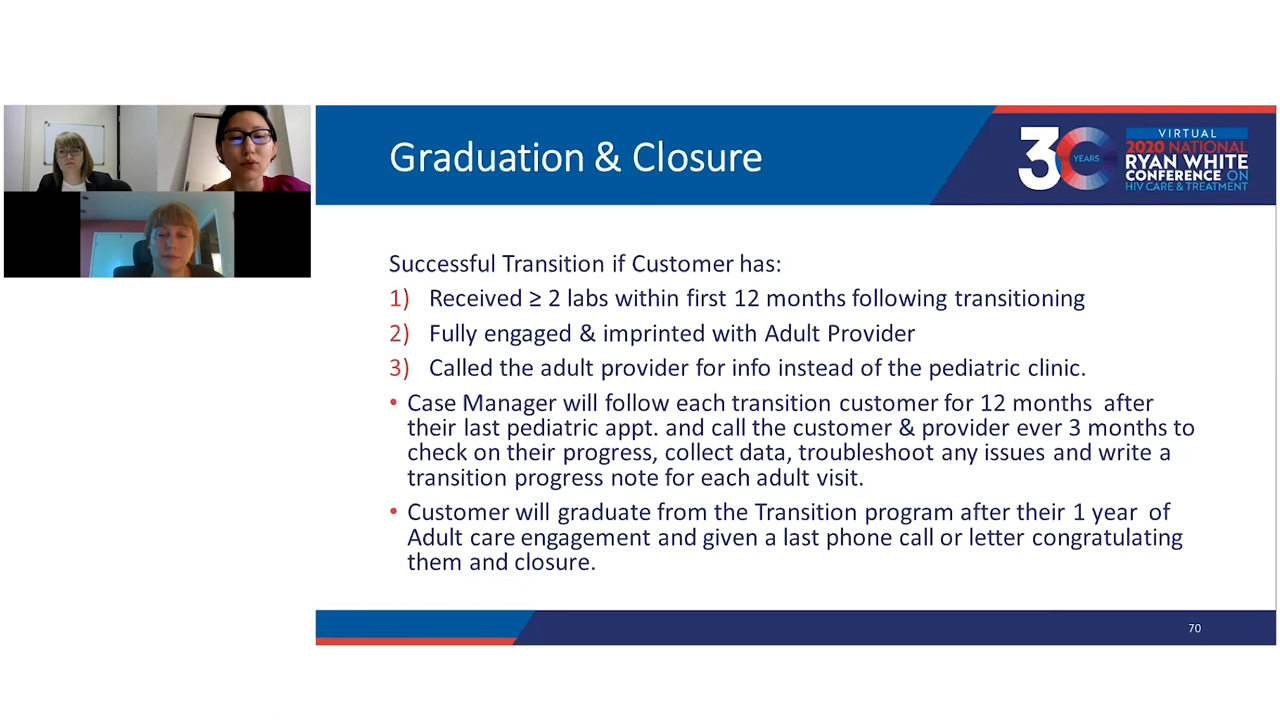 Graduation & Closure
30
YEARS
VIRTUAL
2020 NATIONAL
RYAN WHITE
CONFERENCE ON
HIV CARE & TREATMENT
Successful Transition if Customer has:
1) Received ≥ 2 labs within first 12 months following transitioning
2) Fully engaged & imprinted with Adult Provider
3) Called the adult provider for info instead of the pediatric clinic.
• Case Manager will follow each transition customer for 12 months after
their last pediatric appt. and call the customer & provider ever 3 months to
check on their progress, collect data, troubleshoot any issues and write a
transition progress note for each adult visit.
• Customer will graduate from the Transition program after their 1 year of
Adult care engagement and given a last phone call or letter congratulating
them and closure.
70